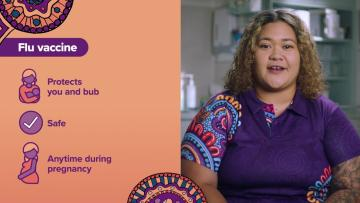 Flu vaccine
Protects
you and bub
Safe
Anytime during
pregnancy